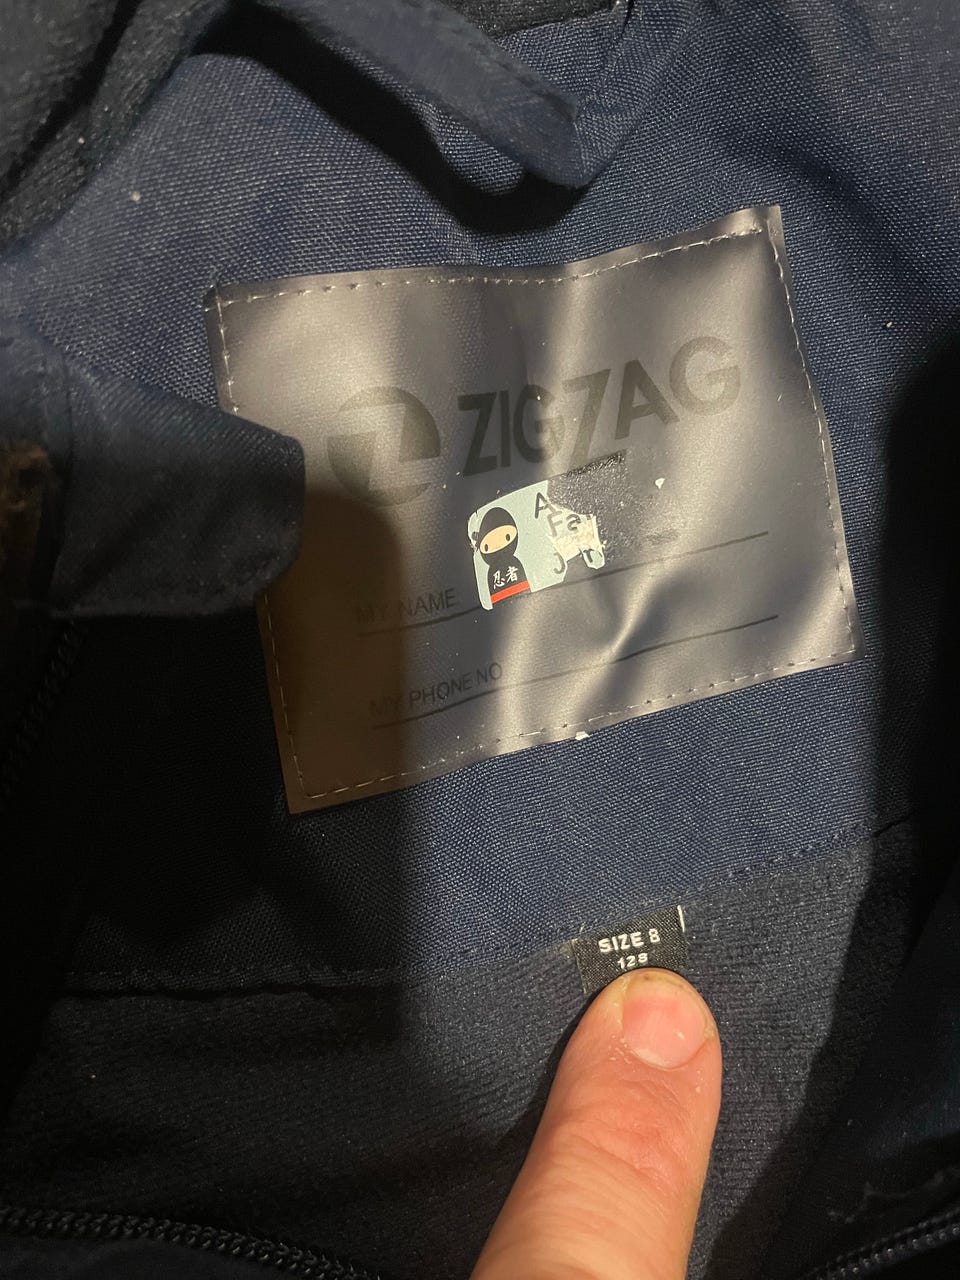 ZIGZAG
忍者
MY NAME
MY PHONE NO
SIZE 8
128